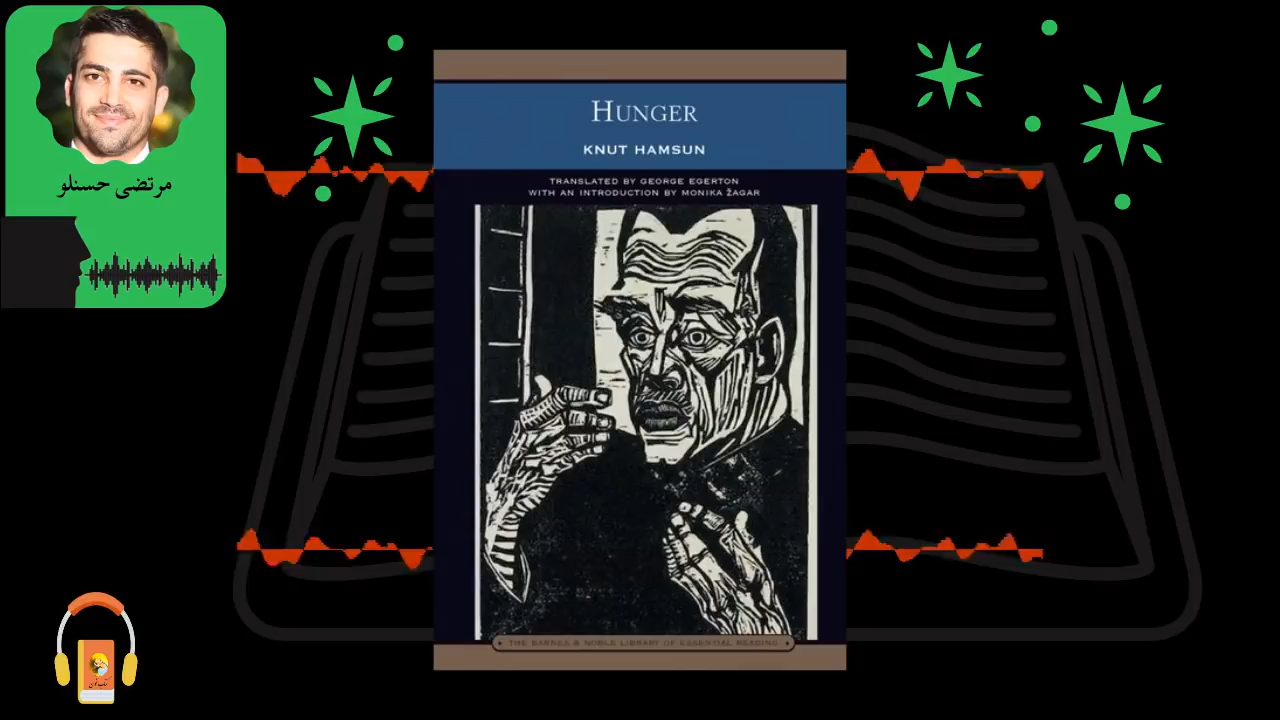 مرتضی حسنلو
HUNGER
KNUT HAMSUN
TRANSLATED BY GEORGE EGERTON
WITH AN INTRODUCTION BY MONIKA ŽAGAR
THE BARNES & NOBLE LIBRARY OF ESSENTIAL READING